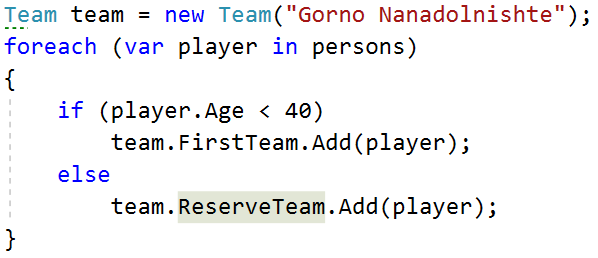 Team team = new Team("Gorno Nanadolnishte");
foreach (var player in persons)
{
    if (player.Age < 40)
        team.FirstTeam.Add(player);
    else
        team.ReserveTeam.Add(player);
}